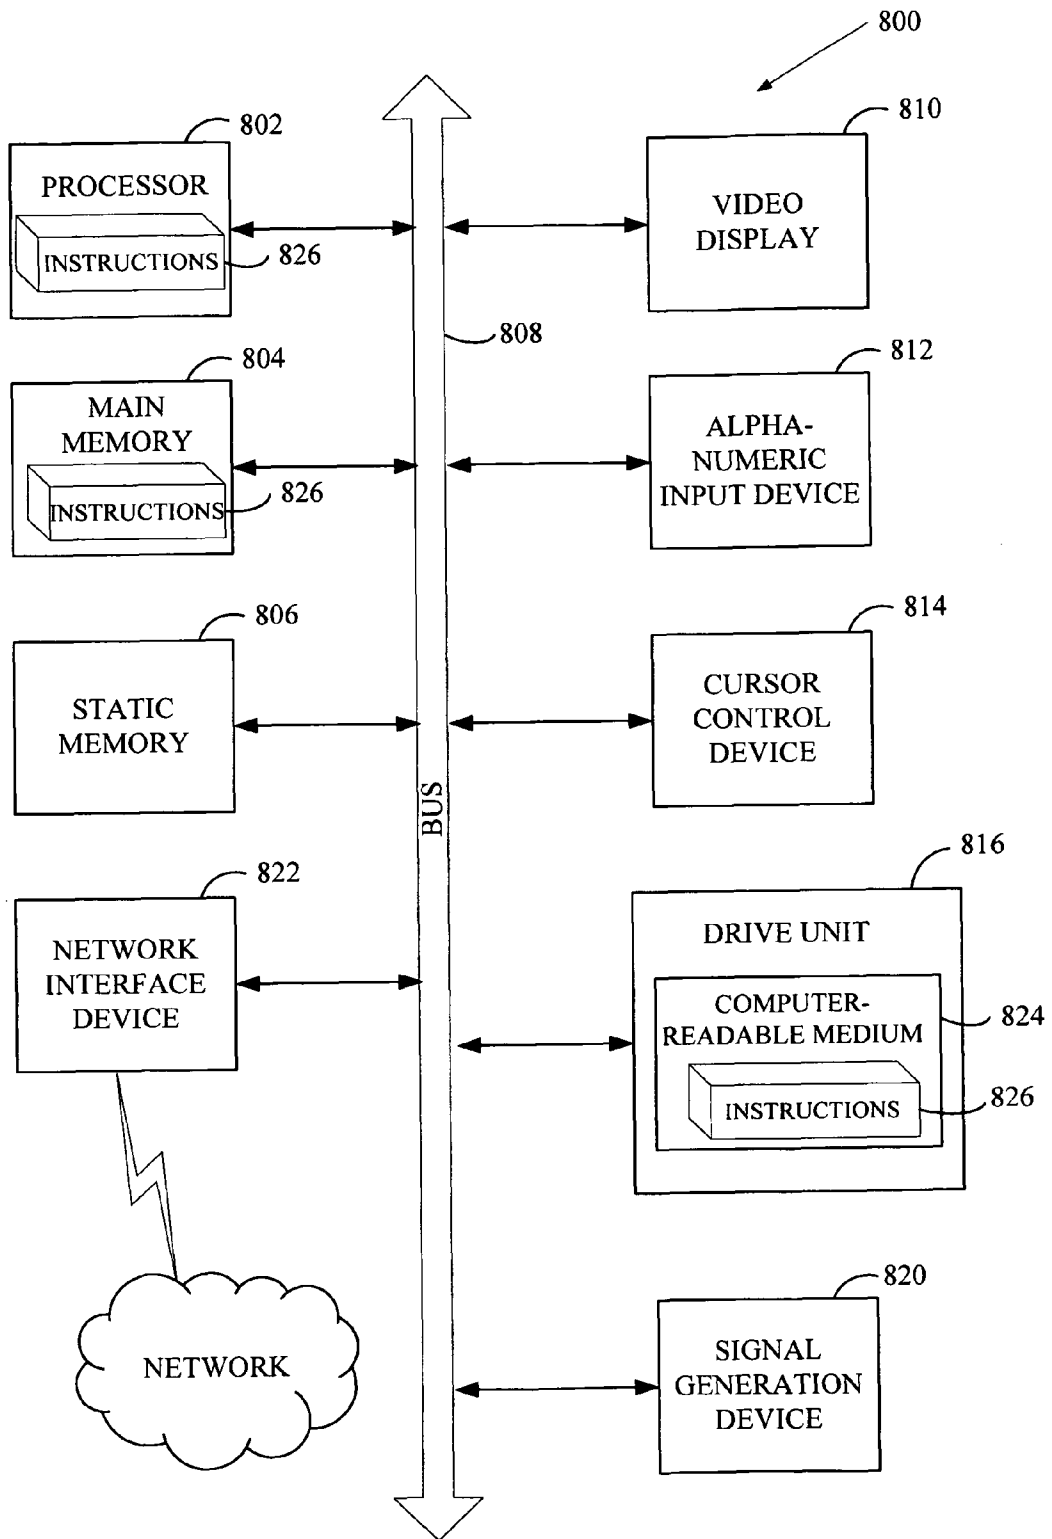 800
802
PROCESSOR
INSTRUCTIONS
826
804
MAIN
MEMORY
INSTRUCTIONS
826
806
STATIC
MEMORY
822
NETWORK
INTERFACE
DEVICE
NETWORK
808
BUS
810
VIDEO
DISPLAY
812
ALPHA-
NUMERIC
INPUT DEVICE
814
CURSOR
CONTROL
DEVICE
816
DRIVE UNIT
COMPUTER-
READABLE MEDIUM
824
INSTRUCTIONS
826
820
SIGNAL
GENERATION
DEVICE